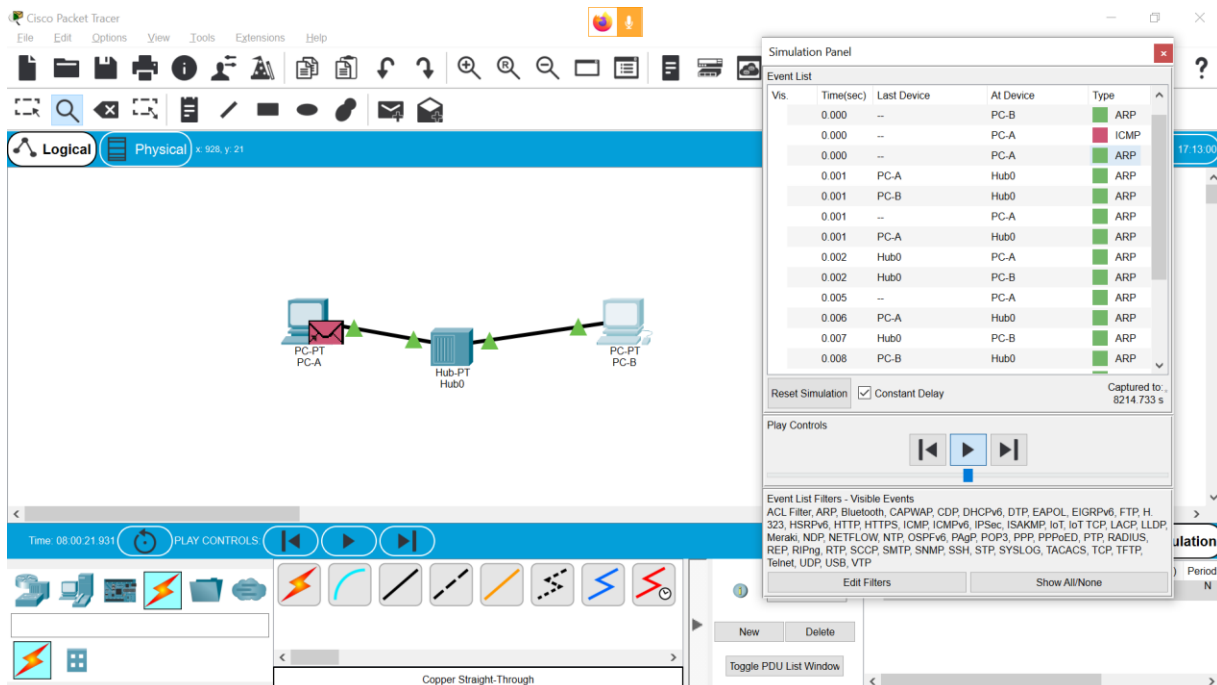 Cisco Packet Tracer
File Edit Options View Tools Extensions Help
Logical
Physical
x: 928, y: 21
17:13:00
PC-PT
PC-A
Hub-PT
Hub0
PC-PT
PC-B
Simulation Panel
Event List
Vis. Time(sec) Last Device At Device Type
0.000 -- PC-B ARP
0.000 -- PC-A ICMP
0.000 -- PC-A ARP
0.001 PC-A Hub0 ARP
0.001 PC-B Hub0 ARP
0.001 -- PC-A ARP
0.001 PC-A Hub0 ARP
0.002 Hub0 PC-A ARP
0.002 Hub0 PC-B ARP
0.005 -- PC-A ARP
0.006 PC-A Hub0 ARP
0.007 Hub0 PC-B ARP
0.008 PC-B Hub0 ARP
Reset Simulation Constant Delay
Captured to:
8214.733 s
Play Controls
Event List Filters - Visible Events
ACL Filter, ARP, Bluetooth, CAPWAP, CDP, DHCPv6, DTP, EAPOL, EIGRPv6, FTP, H.
323, HSRPv6, HTTP, HTTPS, ICMP, ICMPv6, IPSec, ISAKMP, IoT, IoT TCP, LACP, LLDP,
Meraki, NDP, NETFLOW, NTP, OSPFv6, PAgP, POP3, PPP, PPPoED, PTP, RADIUS,
REP, RIPng, RTP, SCCP, SMTP, SNMP, SSH, STP, SYSLOG, TACACS, TCP, TFTP,
Telnet, UDP, USB, VTP
Edit Filters Show All/None
Time: 08:00:21.931 PLAY CONTROLS:
ulation
) Period
N
New Delete
Toggle PDU List Window
Copper Straight-Through